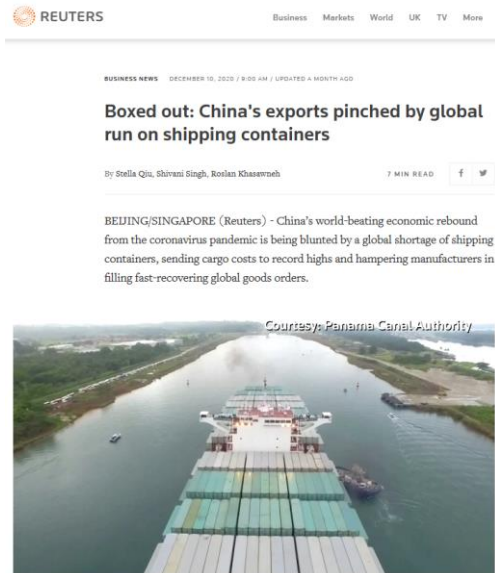 REUTERS
Business Markets World UK TV More
BUSINESS NEWS DECEMBER 10, 2020 / 9:00 AM / UPDATED A MONTH AGO
Boxed out: China's exports pinched by global
run on shipping containers
By Stella Qiu, Shivani Singh, Roslan Khasawneh
7 MIN READ
BEIJING/SINGAPORE (Reuters) - China's world-beating economic rebound
from the coronavirus pandemic is being blunted by a global shortage of shipping
containers, sending cargo costs to record highs and hampering manufacturers in
filling fast-recovering global goods orders.
Courtesy: Panama Canal Authority